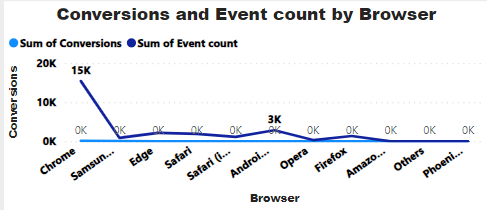 Conversions and Event count by Browser
Sum of Conversions Sum of Event count
Conversions
20K
10K
0K
15K
3K
0K 0K 0K 0K 0K 0K 0K 0K 0K 0K 0K
Chrome Samsun... Edge Safari Safari (i... Androi... Opera Firefox Amazo... Others Phoeni...
Browser